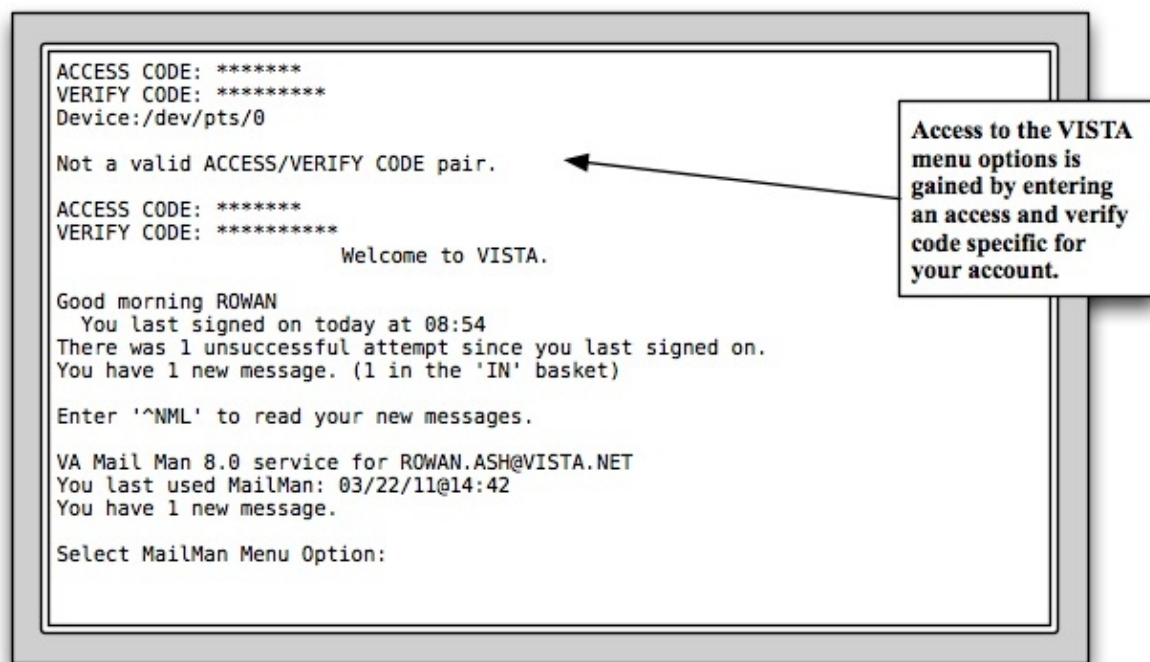 ACCESS CODE: *******
VERIFY CODE: *********
Device:/dev/pts/0
Not a valid ACCESS/VERIFY CODE pair.
ACCESS CODE: *******
VERIFY CODE: **********
Welcome to VISTA.
Good morning ROWAN
You last signed on today at 08:54
There was 1 unsuccessful attempt since you last signed on.
You have 1 new message. (1 in the 'IN' basket)
Enter '^NML' to read your new messages.
VA Mail Man 8.0 service for ROWAN.ASH@VISTA.NET
You last used MailMan: 03/22/11@14:42
You have 1 new message.
Select MailMan Menu Option:
Access to the VISTA
menu options is
gained by entering
an access and verify
code specific for
your account.